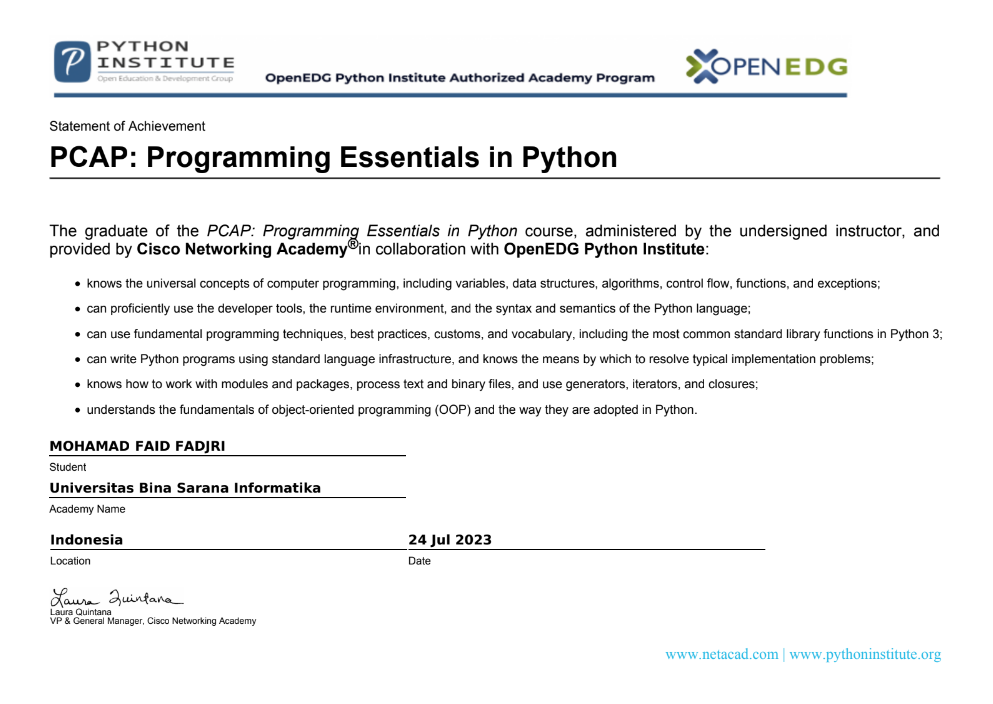 PYTHON
INSTITUTE
Open Education & Development Group
OpenEDG Python Institute Authorized Academy Program
OPENEDG
Statement of Achievement
PCAP: Programming Essentials in Python
The graduate of the PCAP: Programming Essentials in Python course, administered by the undersigned instructor, and
provided by Cisco Networking Academy®in collaboration with OpenEDG Python Institute:
• knows the universal concepts of computer programming, including variables, data structures, algorithms, control flow, functions, and exceptions;
• can proficiently use the developer tools, the runtime environment, and the syntax and semantics of the Python language;
• can use fundamental programming techniques, best practices, customs, and vocabulary, including the most common standard library functions in Python 3;
• can write Python programs using standard language infrastructure, and knows the means by which to resolve typical implementation problems;
• knows how to work with modules and packages, process text and binary files, and use generators, iterators, and closures;
• understands the fundamentals of object-oriented programming (OOP) and the way they are adopted in Python.
MOHAMAD FAID FADJRI
Student
Universitas Bina Sarana Informatika
Academy Name
Indonesia 24 Jul 2023
Location Date
Laura Quintana
Laura Quintana
VP & General Manager, Cisco Networking Academy
www.netacad.com | www.pythoninstitute.org